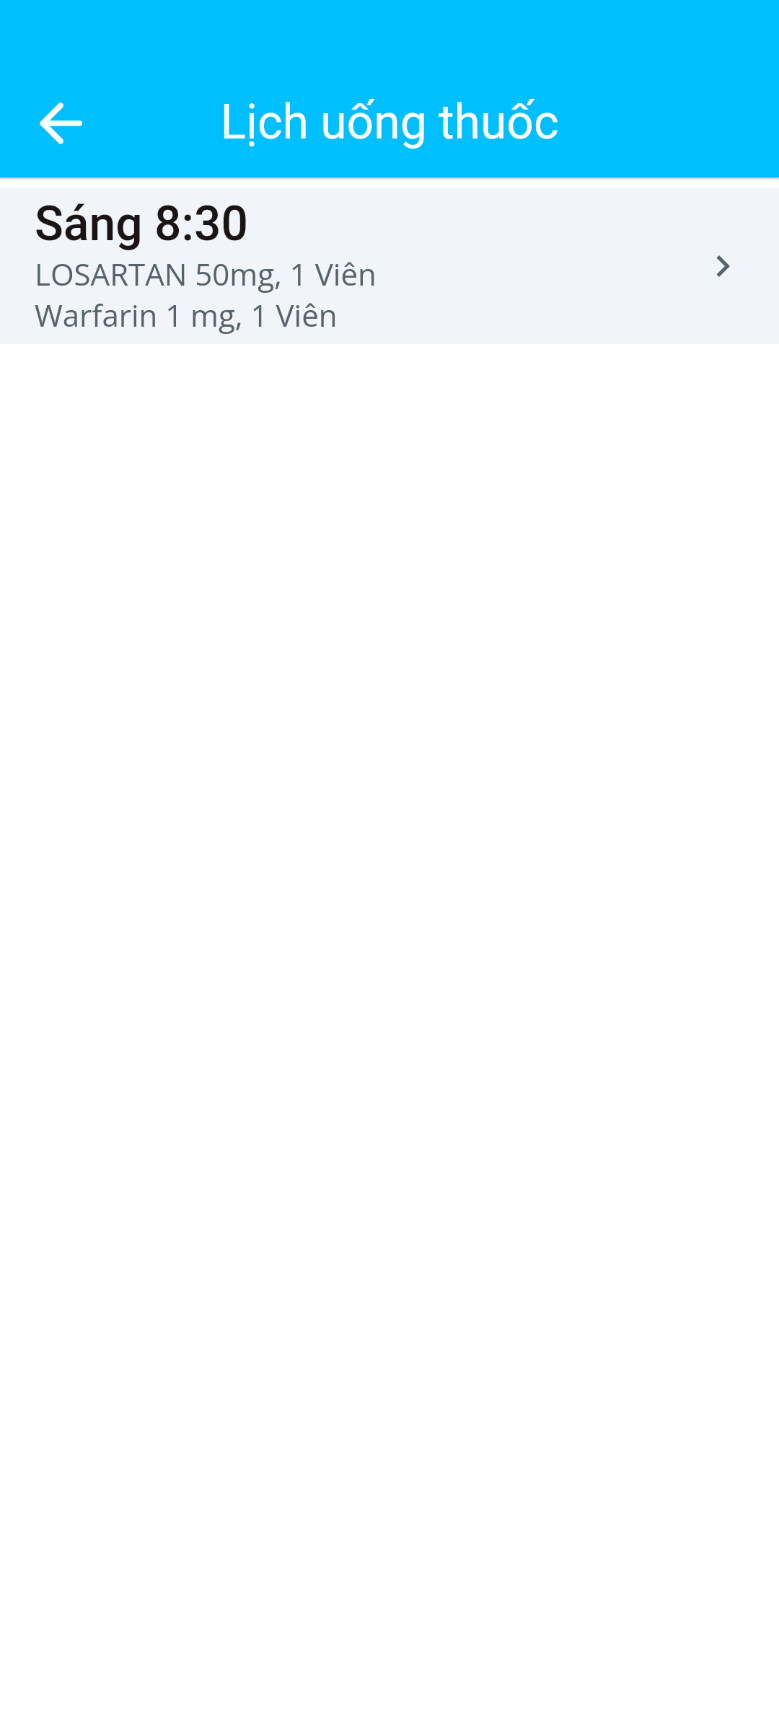 Lịch uống thuốc
Sáng 8:30
LOSARTAN 50mg, 1 Viên
Warfarin 1 mg, 1 Viên